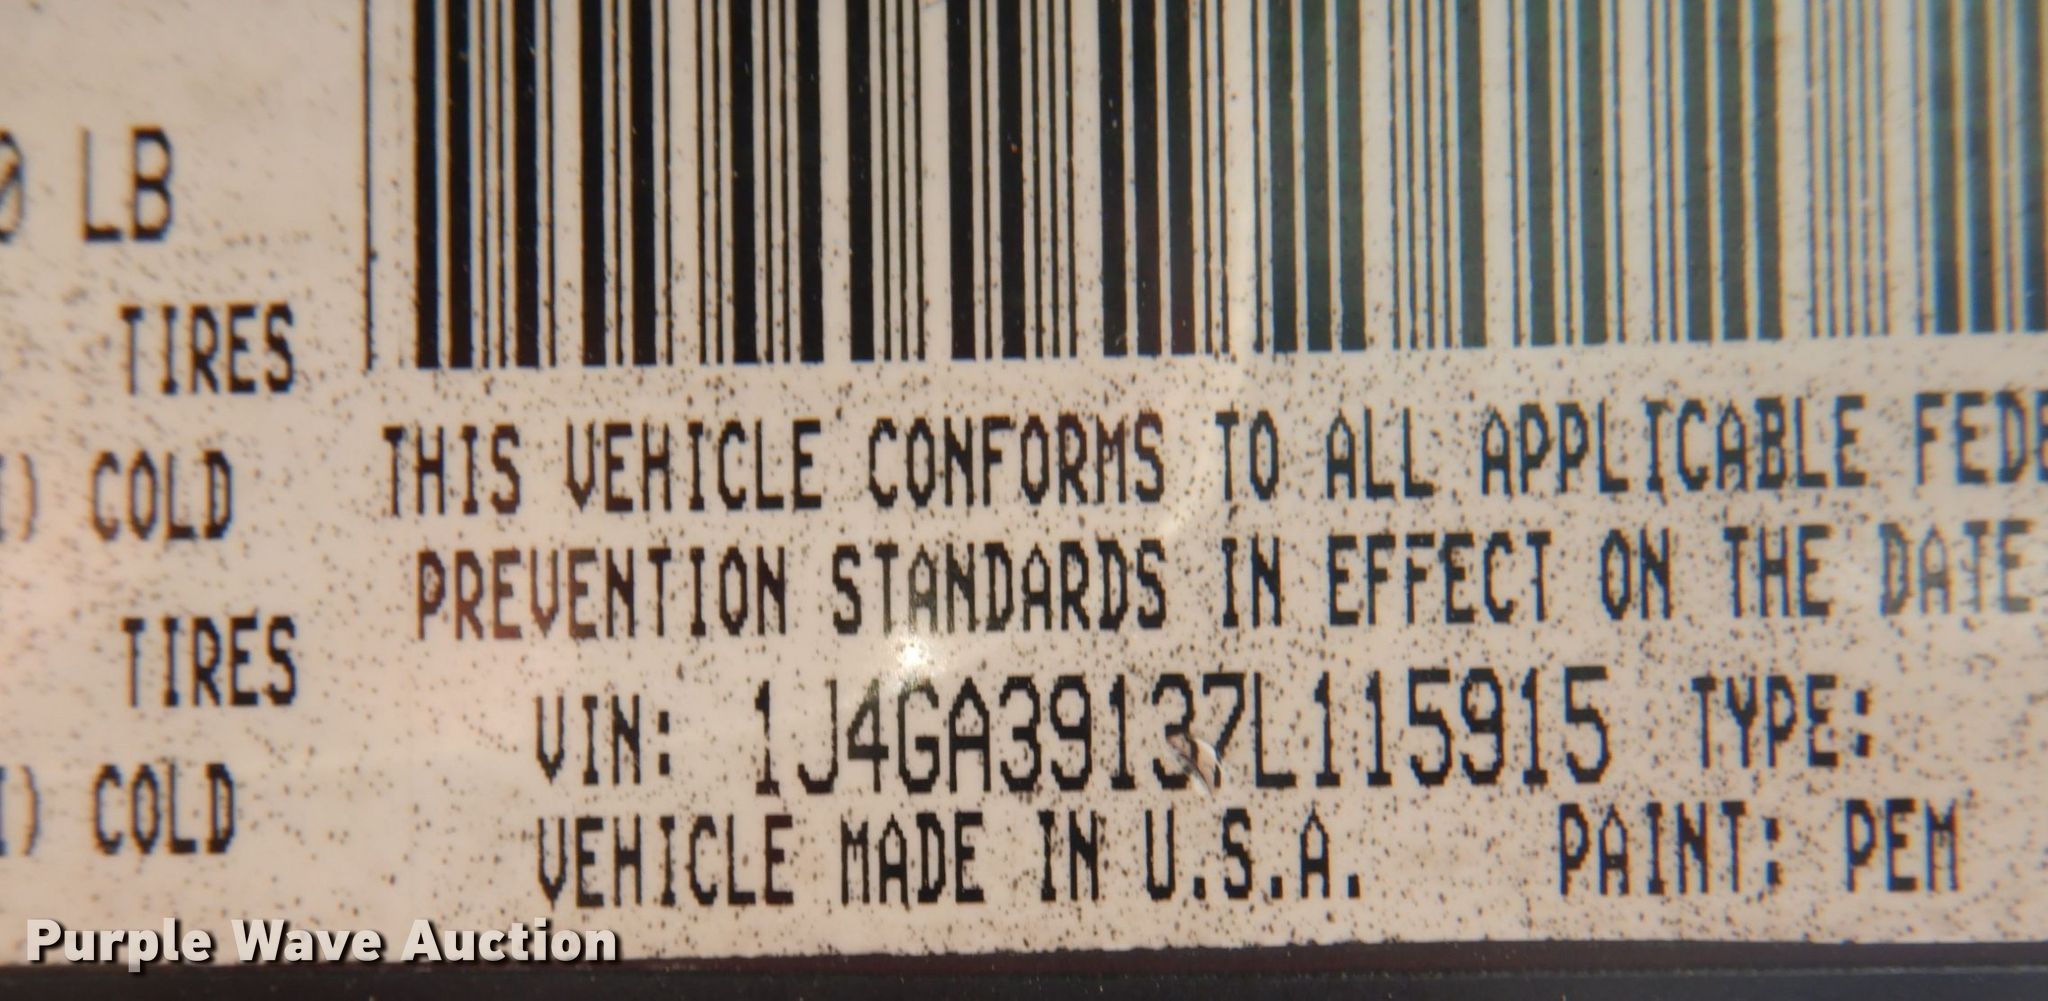 0 LB
TIRES
I) COLD
TIRES
I) COLD
THIS VEHICLE CONFORMS TO ALL APPLICABLE FEDE
PREVENTION STANDARDS IN EFFECT ON THE DATE
VIN: 1J4GA39137L115915 TYPE:
VEHICLE MADE IN U.S.A. PAINT: PEM
Purple Wave Auction